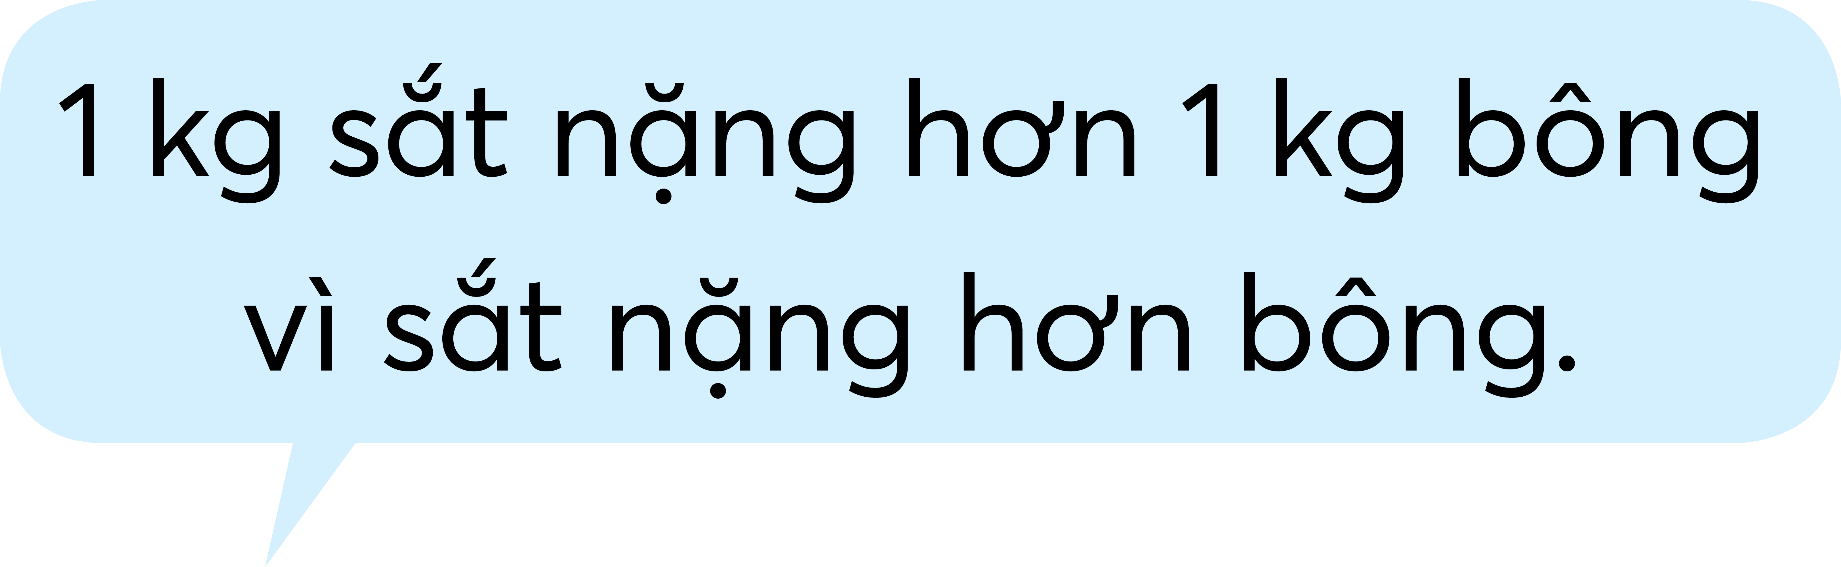 1 kg sắt nặng hơn 1 kg bông
vì sắt nặng hơn bông.